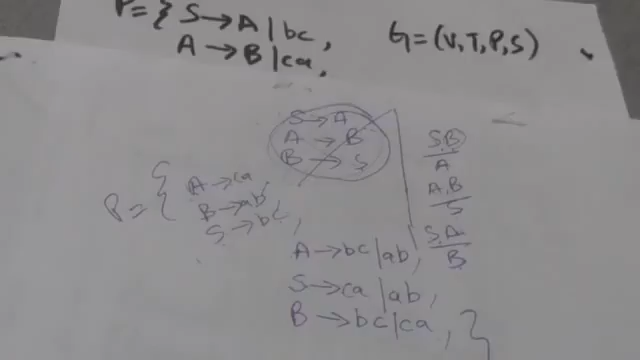 P={ S→A|bc,
A→B|ca,
G=(V,T,P,S)
S→A
A→B
B→S
S,B
A
A,B
S
S,A
B
P={ A→ca,
B→ab,
S→bc,
A→bc|ab,
S→ca|ab,
B→bc|ca, }